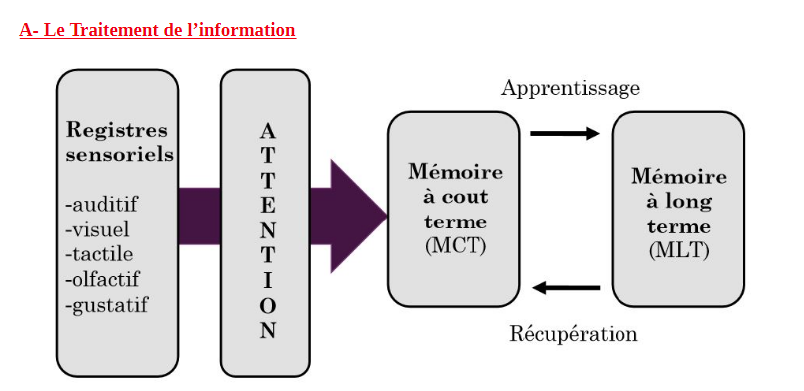 A- Le Traitement de l’information
Registres
sensoriels
-auditif
-visuel
-tactile
-olfactif
-gustatif
A
T
T
E
N
T
I
O
N
Mémoire
à cout
terme
(MCT)
Apprentissage
Récupération
Mémoire
à long
terme
(MLT)